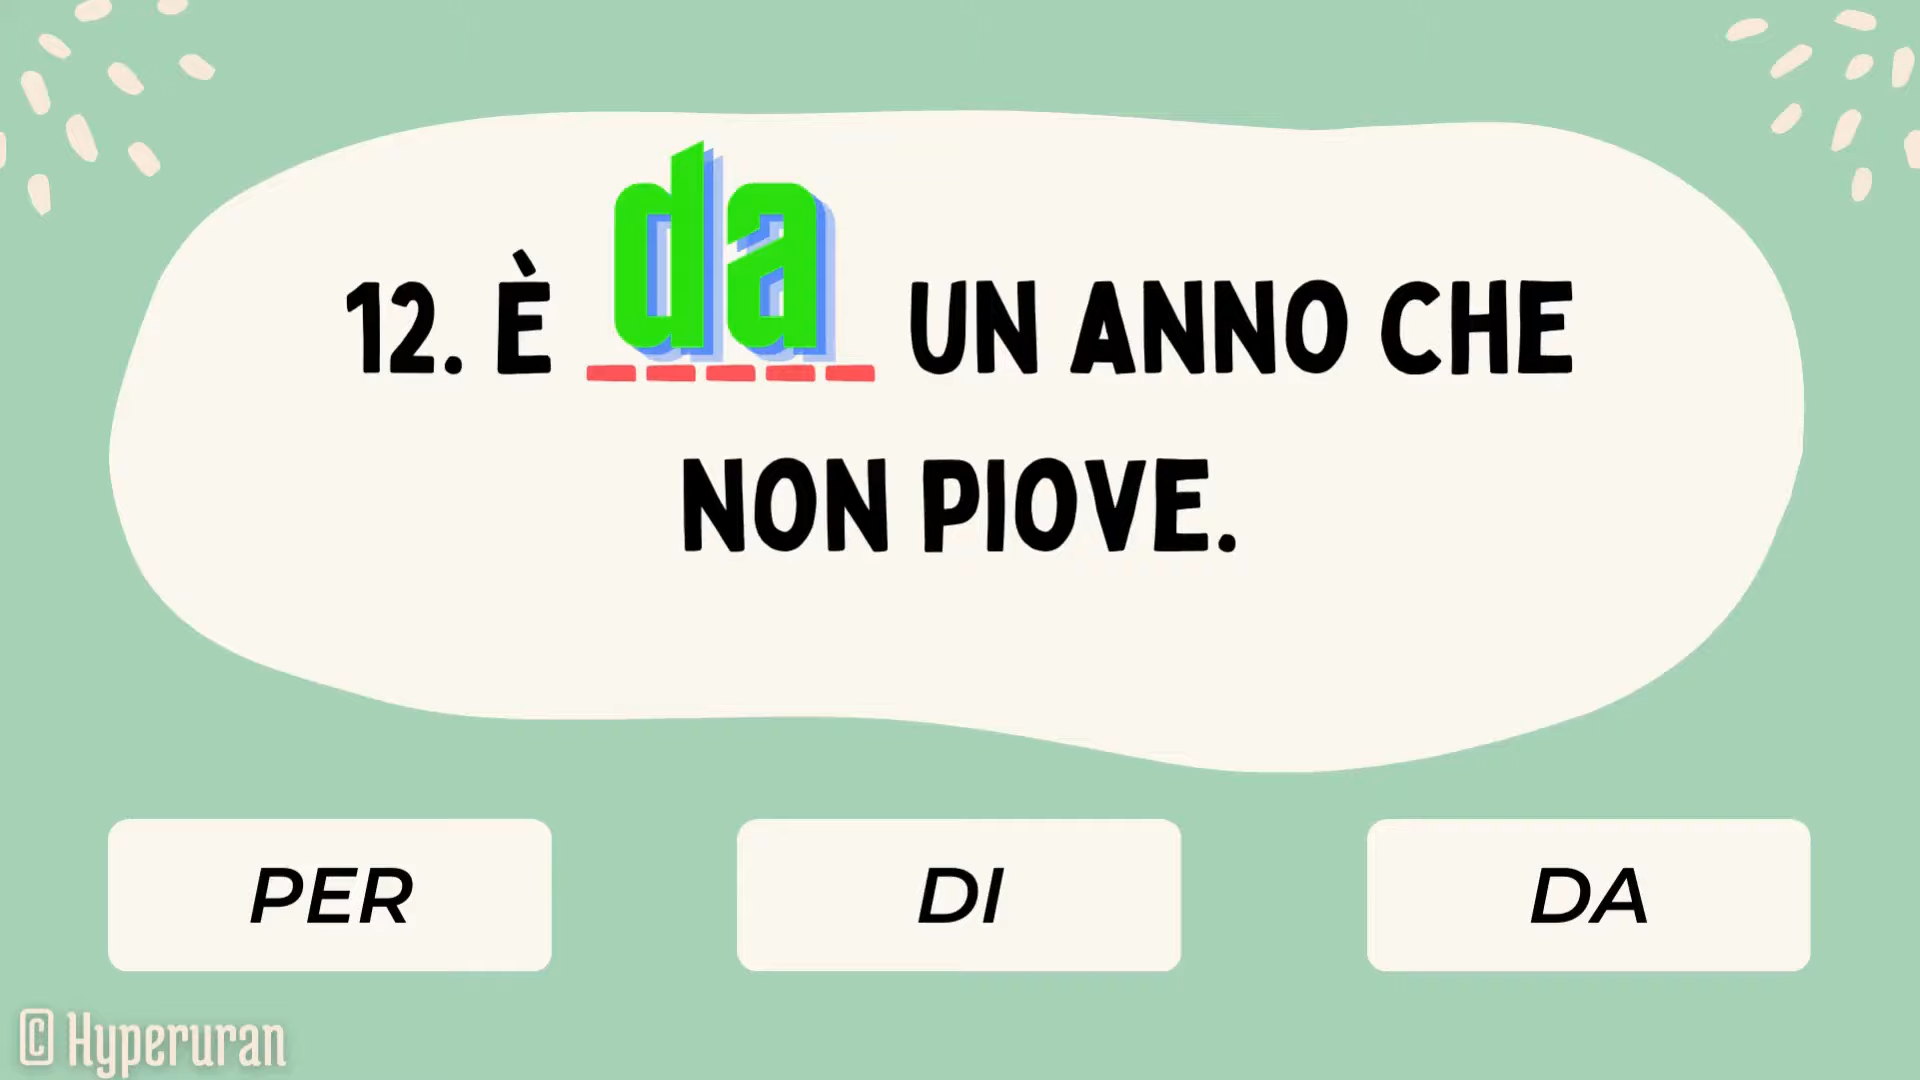 12. È da UN ANNO CHE
NON PIOVE.
PER
DI
DA
© Hyperuran